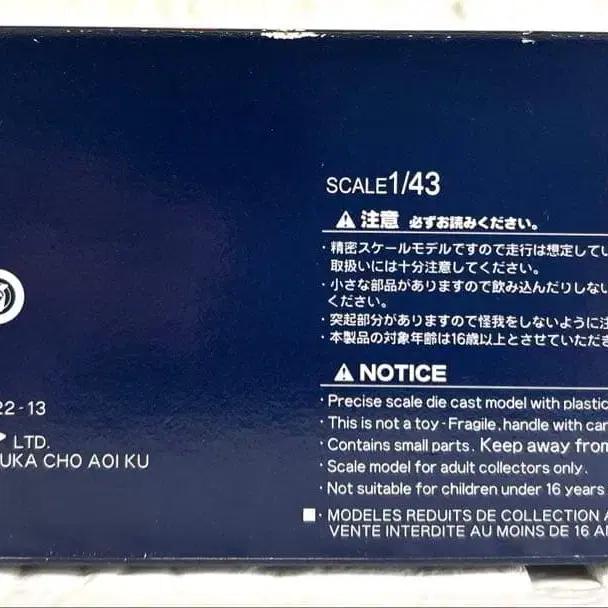 SCALE1/43
⚠ 注意 必ずお読みください。
・精密スケールモデルですので走行は想定してい
取扱いには十分注意してください。
・小さな部品がありますので飲み込んだりしない
ください。
・突起部分がありますので怪我をしないように注
・本製品の対象年齢は16歳以上とさせていただき
⚠ NOTICE
・Precise scale die cast model with plastic
・This is not a toy・Fragile, handle with car
・Contains small parts. Keep away from
・Scale model for adult collectors only.
・Not suitable for children under 16 years
■・MODELES REDUITS DE COLLECTION A
VENTE INTERDITE AU MOINS DE 16 AN
22-13
LTD.
UKA CHO AOI KU